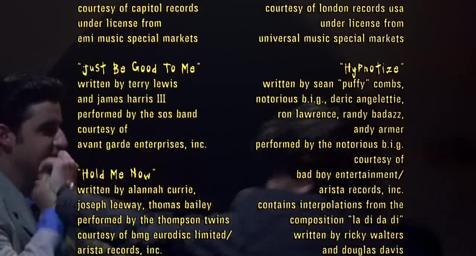 courtesy of capitol records
under license from
emi music special markets
"Just Be Good To Me"
written by terry lewis
and james harris III
performed by the sos band
courtesy of
avant garde enterprises, inc.
"Hold Me Now"
written by alannah currie,
joseph leeway, thomas bailey
performed by the thompson twins
courtesy of bmg eurodisc limited/
arista records, inc.
courtesy of london records usa
under license from
universal music special markets
"Hypnotize"
written by sean "puffy" combs,
notorious b.i.g., deric angelettie,
ron lawrence, randy badazz,
andy armer
performed by the notorious b.i.g.
courtesy of
bad boy entertainment/
arista records, inc.
contains interpolations from the
composition "la di da di"
written by ricky walters
and douglas davis